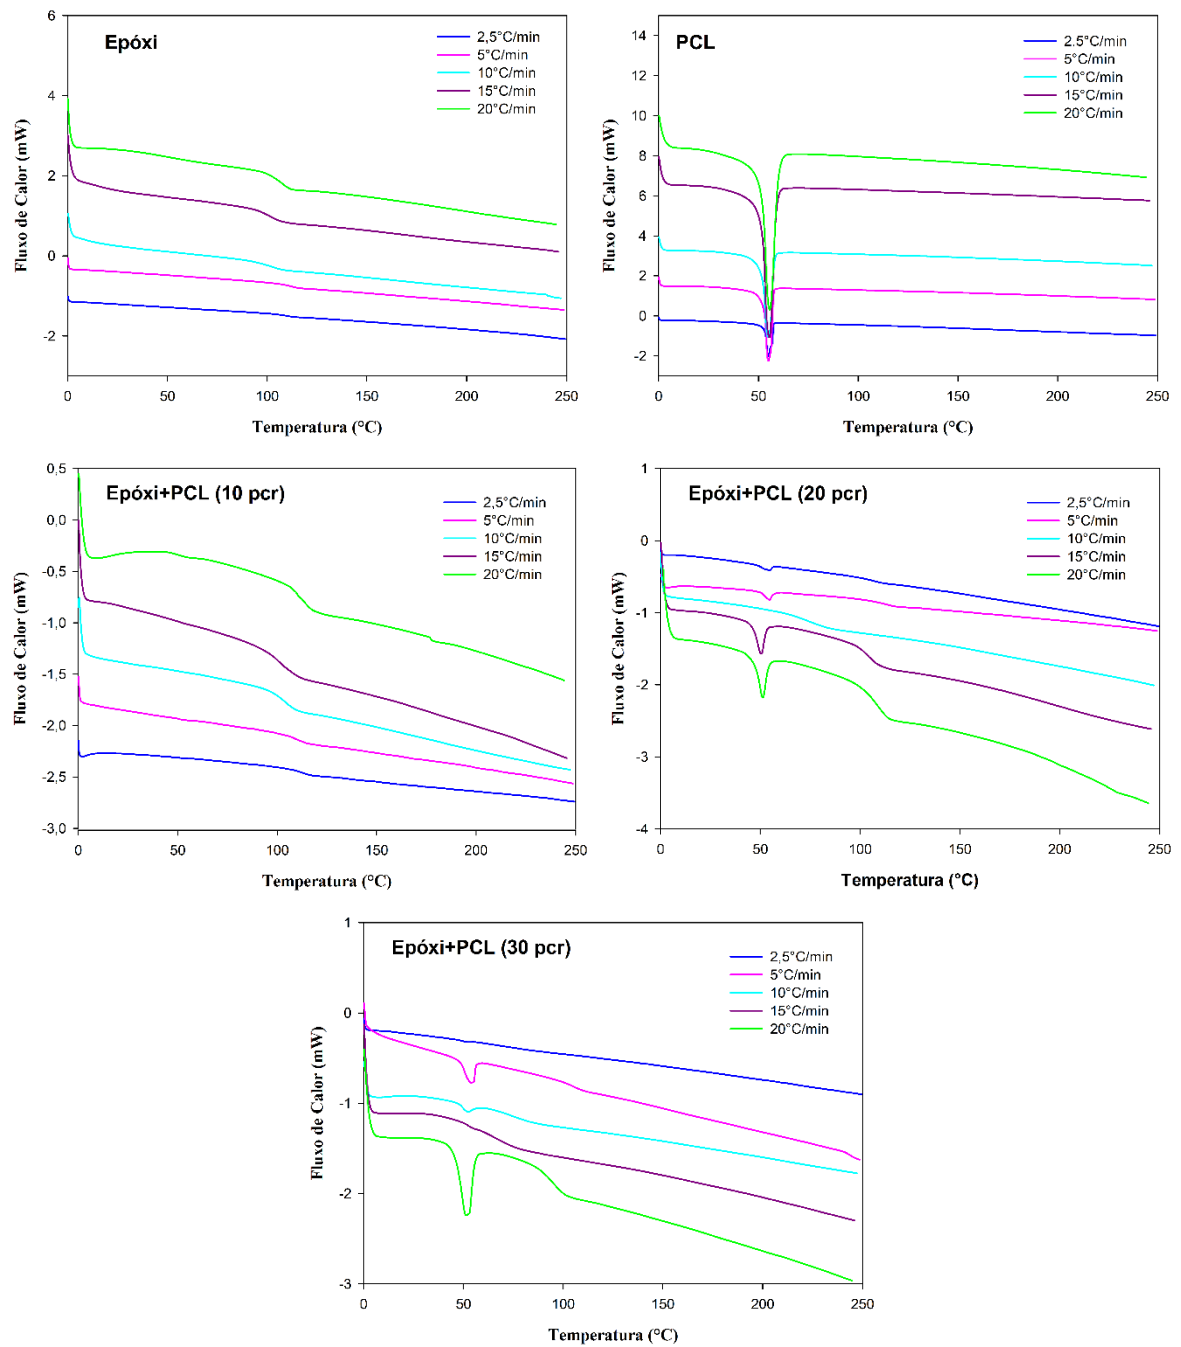 Epóxi
2,5°C/min
5°C/min
10°C/min
15°C/min
20°C/min
6
4
2
0
-2
Fluxo de Calor (mW)
0 50 100 150 200 250
Temperatura (°C)
PCL
2.5°C/min
5°C/min
10°C/min
15°C/min
20°C/min
14
12
10
8
6
4
2
0
-2
Fluxo de Calor (mW)
0 50 100 150 200 250
Temperatura (°C)
Epóxi+PCL (10 pcr)
2,5°C/min
5°C/min
10°C/min
15°C/min
20°C/min
0,5
0,0
-0,5
-1,0
-1,5
-2,0
-2,5
-3,0
Fluxo de Calor (mW)
0 50 100 150 200 250
Temperatura (°C)
Epóxi+PCL (20 pcr)
2,5°C/min
5°C/min
10°C/min
15°C/min
20°C/min
1
0
-1
-2
-3
-4
Fluxo de Calor (mW)
0 50 100 150 200 250
Temperatura (°C)
Epóxi+PCL (30 pcr)
2,5°C/min
5°C/min
10°C/min
15°C/min
20°C/min
1
0
-1
-2
-3
Fluxo de Calor (mW)
0 50 100 150 200 250
Temperatura (°C)